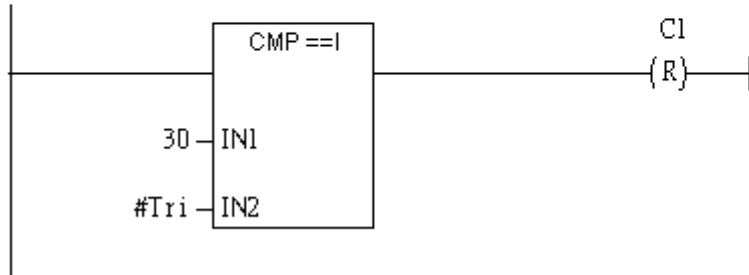 CMP ==I
C1
(R)
30
IN1
#Tri
IN2